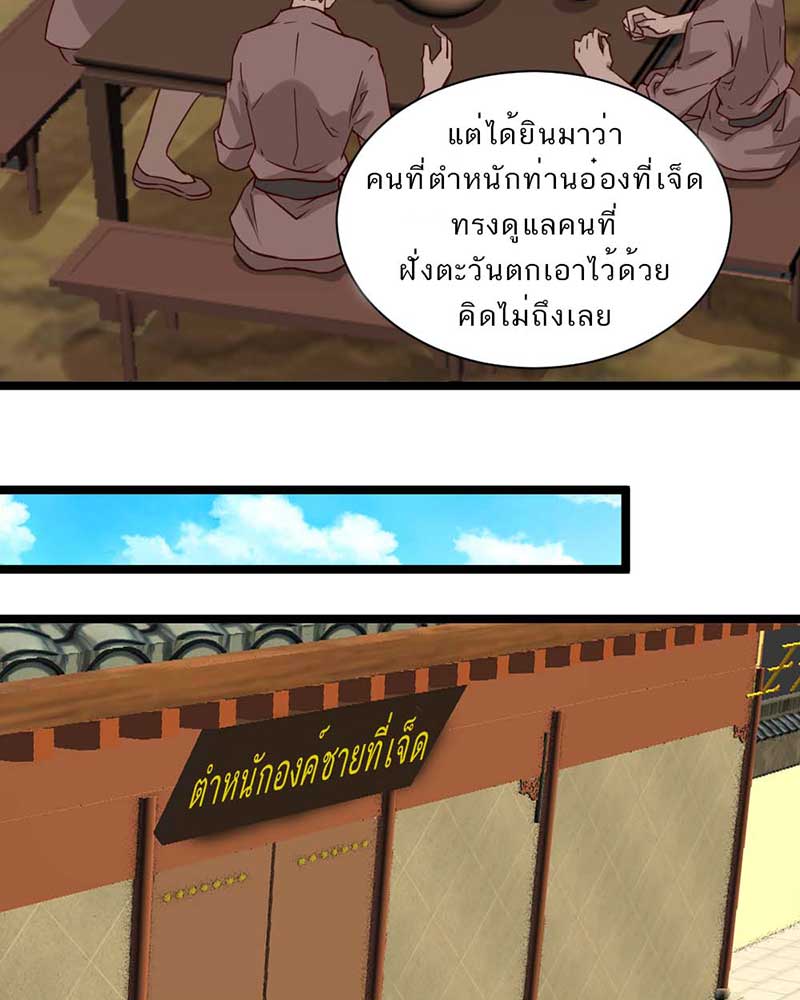 แต่ได้ยินมาว่า
คนที่ตำหนักท่านอ๋องที่เจ็ด
ทรงดูแลคนที่
ฝั่งตะวันตกเอาไว้ด้วย
คิดไม่ถึงเลย
ตำหนักองค์ชายที่เจ็ด